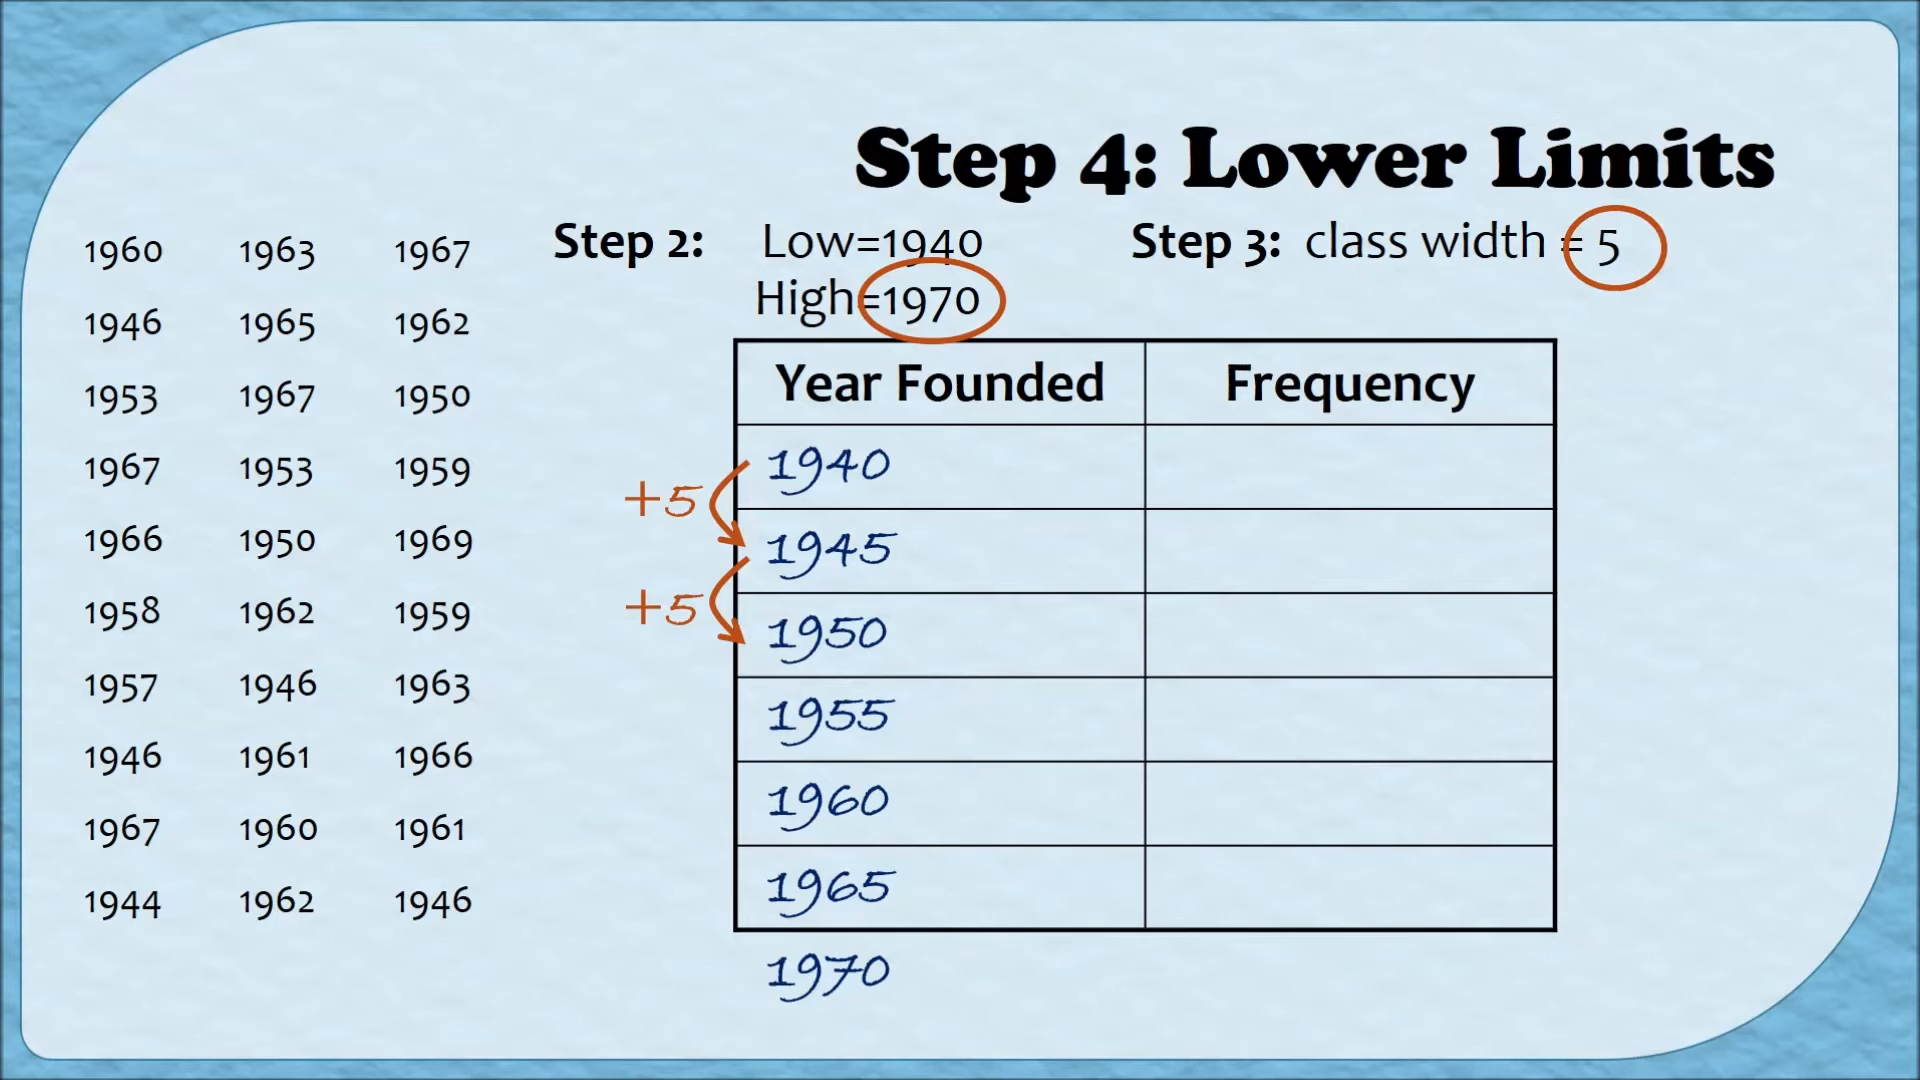 Step 4: Lower Limits
Step 2: Low=1940 Step 3: class width = 5
High=1970
1960 1963 1967
1946 1965 1962
1953 1967 1950
1967 1953 1959
1966 1950 1969
1958 1962 1959
1957 1946 1963
1946 1961 1966
1967 1960 1961
1944 1962 1946
Year Founded Frequency
1940
+5
1945
+5
1950
1955
1960
1965
1970